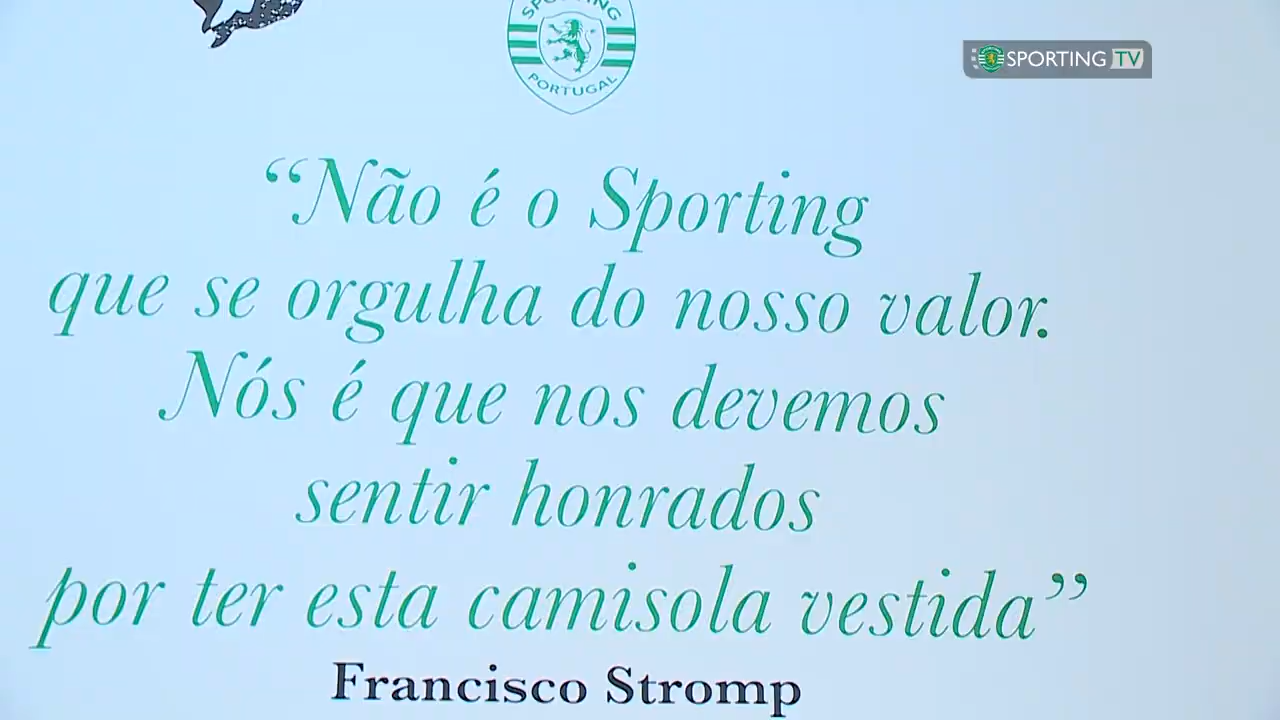 SPORTING
PORTUGAL
SPORTING TV
“Não é o Sporting
que se orgulha do nosso valor.
Nós é que nos devemos
sentir honrados
por ter esta camisola vestida”
Francisco Stromp